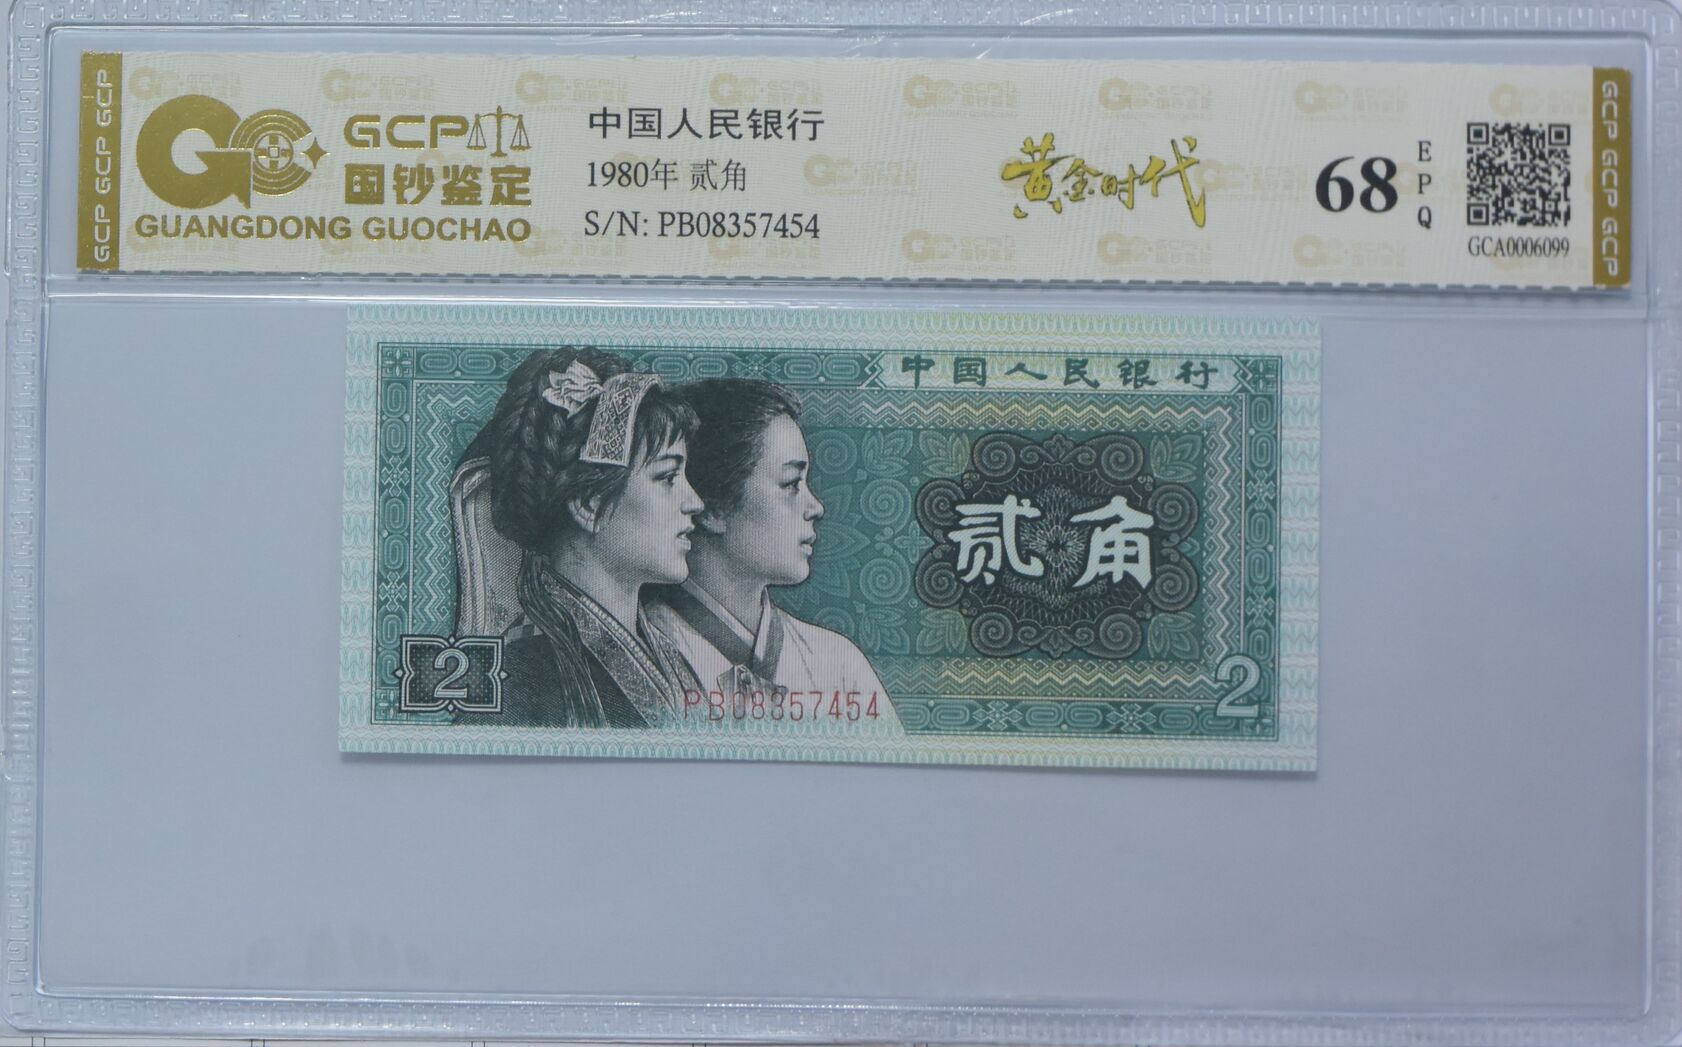 GCP GCP GCP
GCP
国钞鉴定
GUANGDONG GUOCHAO
中国人民银行
1980年 贰角
S/N: PB08357454
黄金时代
68
EPQ
GCA0006099
GCP GCP GCP
中国人民银行
贰角
2
PB08357454
2